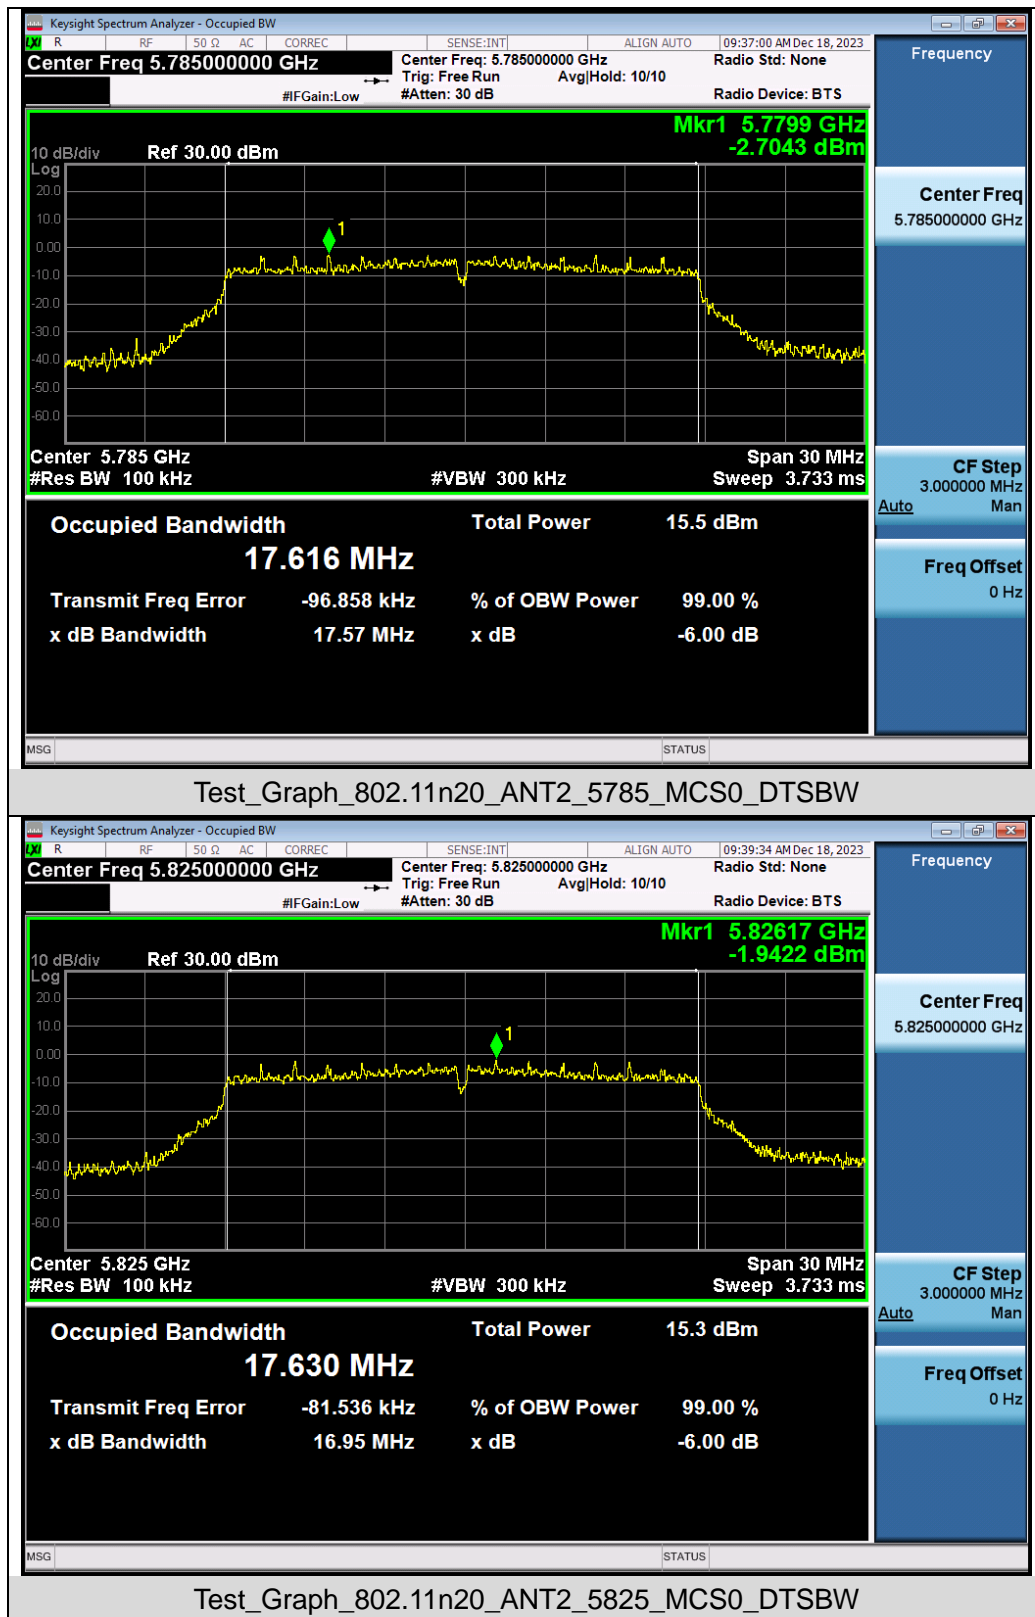 Keysight Spectrum Analyzer - Occupied BW
LXI R RF 50 Ω AC CORREC SENSE:INT ALIGN AUTO 09:37:00 AM Dec 18, 2023
Center Freq 5.785000000 GHz Center Freq: 5.785000000 GHz Radio Std: None
Trig: Free Run Avg|Hold: 10/10
#IFGain:Low #Atten: 30 dB Radio Device: BTS
Frequency
Mkr1 5.7799 GHz
-2.7043 dBm
10 dB/div Ref 30.00 dBm
Log
20.0
10.0
0.00
-10.0
-20.0
-30.0
-40.0
-50.0
-60.0
1
Center Freq
5.785000000 GHz
Center 5.785 GHz Span 30 MHz
#Res BW 100 kHz #VBW 300 kHz Sweep 3.733 ms
CF Step
3.000000 MHz
Auto Man
Occupied Bandwidth Total Power 15.5 dBm
17.616 MHz
Transmit Freq Error -96.858 kHz % of OBW Power 99.00 %
x dB Bandwidth 17.57 MHz x dB -6.00 dB
Freq Offset
0 Hz
MSG STATUS
Test_Graph_802.11n20_ANT2_5785_MCS0_DTSBW
Keysight Spectrum Analyzer - Occupied BW
LXI R RF 50 Ω AC CORREC SENSE:INT ALIGN AUTO 09:39:34 AM Dec 18, 2023
Center Freq 5.825000000 GHz Center Freq: 5.825000000 GHz Radio Std: None
Trig: Free Run Avg|Hold: 10/10
#IFGain:Low #Atten: 30 dB Radio Device: BTS
Frequency
Mkr1 5.82617 GHz
-1.9422 dBm
10 dB/div Ref 30.00 dBm
Log
20.0
10.0
0.00
-10.0
-20.0
-30.0
-40.0
-50.0
-60.0
1
Center Freq
5.825000000 GHz
Center 5.825 GHz Span 30 MHz
#Res BW 100 kHz #VBW 300 kHz Sweep 3.733 ms
CF Step
3.000000 MHz
Auto Man
Occupied Bandwidth Total Power 15.3 dBm
17.630 MHz
Transmit Freq Error -81.536 kHz % of OBW Power 99.00 %
x dB Bandwidth 16.95 MHz x dB -6.00 dB
Freq Offset
0 Hz
MSG STATUS
Test_Graph_802.11n20_ANT2_5825_MCS0_DTSBW